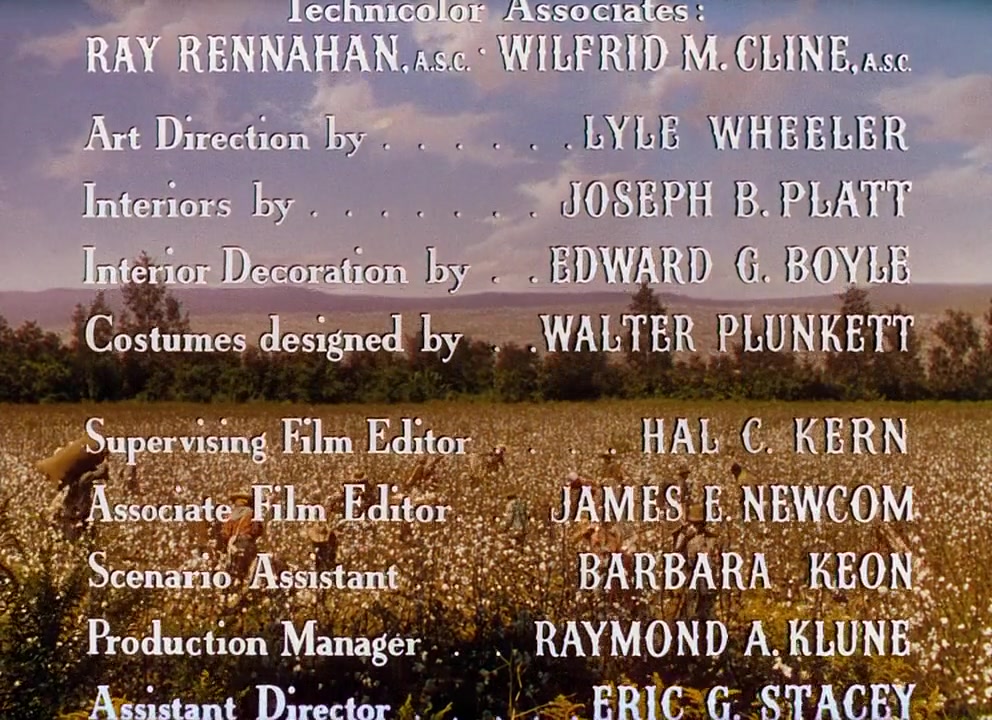 Technicolor Associates:
RAY RENNAHAN, A.S.C. · WILFRID M. CLINE, A.S.C.
Art Direction by . . . . . . LYLE WHEELER
Interiors by . . . . . . . JOSEPH B. PLATT
Interior Decoration by . . EDWARD G. BOYLE
Costumes designed by . . WALTER PLUNKETT
Supervising Film Editor . . . HAL C. KERN
Associate Film Editor JAMES E. NEWCOM
Scenario Assistant BARBARA KEON
Production Manager . . RAYMOND A. KLUNE
Assistant Director . . . . . ERIC G. STACEY